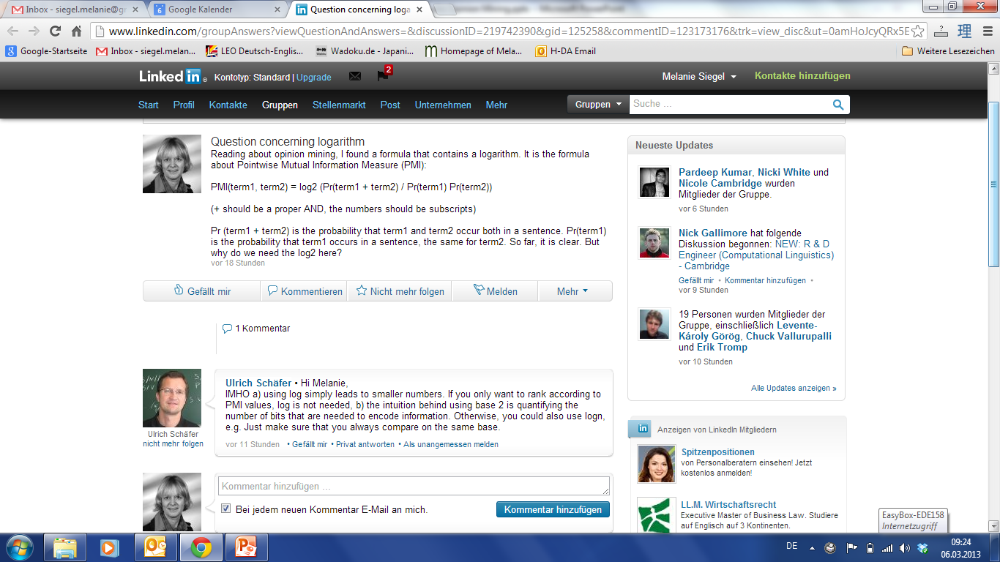 Inbox - siegel.melanie@gr
Google Kalender
Question concerning loga
Microsoft PowerPoint
www.linkedin.com/groupAnswers?viewQuestionAndAnswers=&discussionID=219742390&gid=125258&commentID=123173176&trk=view_disc&ut=0amHoJcyQRx5E
Google-Startseite
Inbox - siegel.melan...
LEO Deutsch-Englis...
Wadoku.de - Japani...
Homepage of Mela...
H-DA Email
Weitere Lesezeichen
Linked in
Kontotyp: Standard | Upgrade
2
Melanie Siegel
Kontakte hinzufügen
Start Profil Kontakte Gruppen Stellenmarkt Post Unternehmen Mehr
Gruppen
Suche ...
Question concerning logarithm
Reading about opinion mining, I found a formula that contains a logarithm. It is the formula
about Pointwise Mutual Information Measure (PMI):
PMI(term1, term2) = log2 (Pr(term1 + term2) / Pr(term1) Pr(term2))
(+ should be a proper AND, the numbers should be subscripts)
Pr (term1 + term2) is the probability that term1 and term2 occur both in a sentence. Pr(term1)
is the probability that term1 occurs in a sentence, the same for term2. So far, it is clear. But
why do we need the log2 here?
vor 18 Stunden
Gefällt mir
Kommentieren
Nicht mehr folgen
Melden
Mehr
1 Kommentar
Ulrich Schäfer
nicht mehr folgen
Ulrich Schäfer • Hi Melanie,
IMHO a) using log simply leads to smaller numbers. If you only want to rank according to
PMI values, log is not needed, b) the intuition behind using base 2 is quantifying the
number of bits that are needed to encode information. Otherwise, you could also use logn,
e.g. Just make sure that you always compare on the same base.
vor 11 Stunden • Gefällt mir • Privat antworten • Als unangemessen melden
Kommentar hinzufügen ...
Bei jedem neuen Kommentar E-Mail an mich.
Kommentar hinzufügen
Neueste Updates
Pardeep Kumar, Nicki White und
Nicole Cambridge wurden
Mitglieder der Gruppe.
vor 6 Stunden
Nick Gallimore hat folgende
Diskussion begonnen: NEW: R & D
Engineer (Computational Linguistics)
- Cambridge
Gefällt mir • Kommentar hinzufügen •
vor 9 Stunden
19 Personen wurden Mitglieder der
Gruppe, einschließlich Levente-
Károly Görög, Chuck Vallurupalli
und Erik Tromp
vor 10 Stunden
Alle Updates anzeigen »
in
Anzeigen von LinkedIn Mitgliedern
Spitzenpositionen
von Personalberatern einsehen! Jetzt
kostenlos anmelden!
LL.M. Wirtschaftsrecht
Executive Master of Business Law. Studiere
auf Englisch auf 3 Kontinenten.
EasyBox-EDE158
Internetzugriff
DE
09:24
06.03.2013